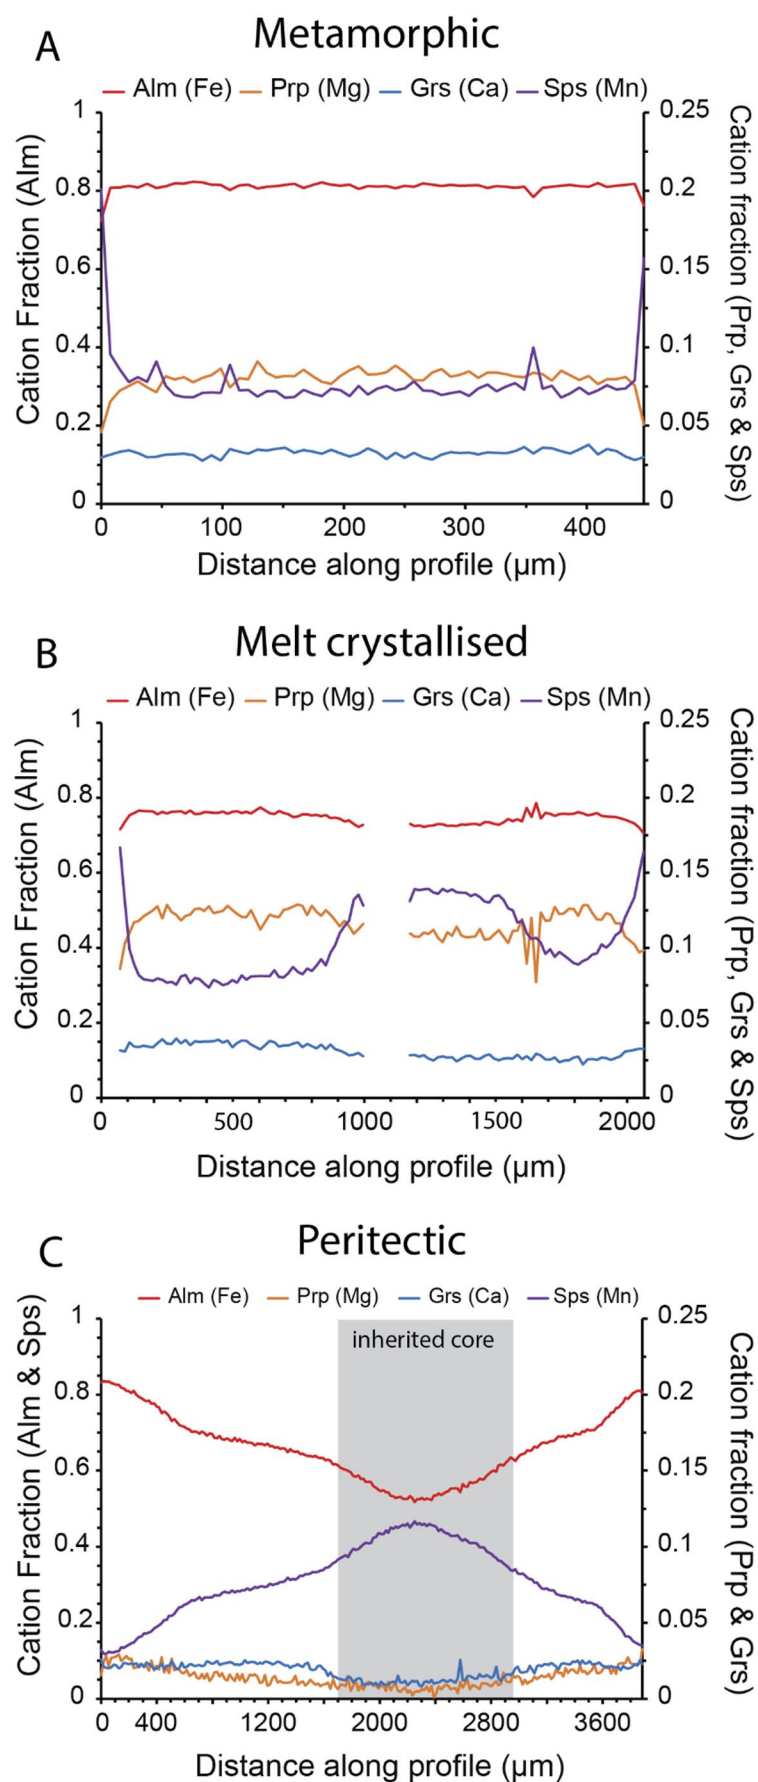 A
Metamorphic
Alm (Fe) Prp (Mg) Grs (Ca) Sps (Mn)
Cation Fraction (Alm)
1
0.8
0.6
0.4
0.2
0
0.25
0.2
0.15
0.1
0.05
0
Cation fraction (Prp, Grs & Sps)
0 100 200 300 400
Distance along profile (µm)
B
Melt crystallised
Alm (Fe) Prp (Mg) Grs (Ca) Sps (Mn)
Cation Fraction (Alm)
1
0.8
0.6
0.4
0.2
0
0.25
0.2
0.15
0.1
0.05
0
Cation fraction (Prp, Grs & Sps)
0 500 1000 1500 2000
Distance along profile (µm)
C
Peritectic
Alm (Fe) Prp (Mg) Grs (Ca) Sps (Mn)
Cation Fraction (Alm & Sps)
1
0.8
0.6
0.4
0.2
0
inherited core
0.25
0.2
0.15
0.1
0.05
0
Cation fraction (Prp & Grs)
0 400 1200 2000 2800 3600
Distance along profile (µm)